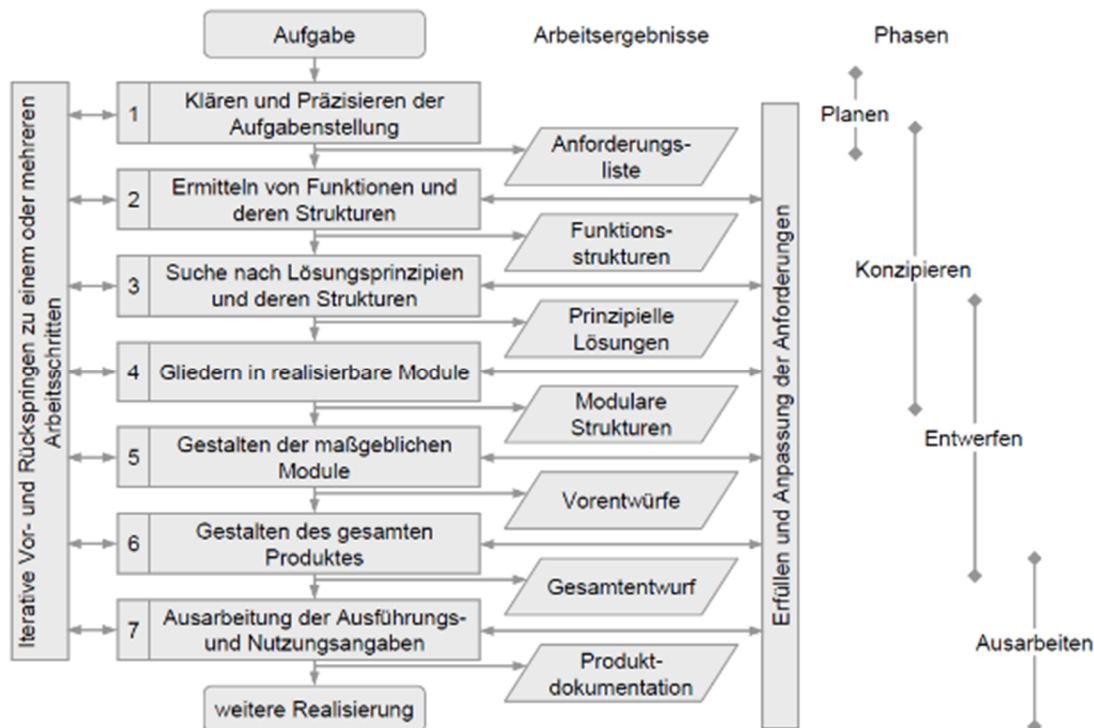 Aufgabe
Arbeitsergebnisse
Phasen
Iterative Vor- und Rückspringen zu einem oder mehreren
Arbeitsschritten
1
Klären und Präzisieren der
Aufgabenstellung
Anforderungs-
liste
2
Ermitteln von Funktionen und
deren Strukturen
Funktions-
strukturen
3
Suche nach Lösungsprinzipien
und deren Strukturen
Prinzipielle
Lösungen
4
Gliedern in realisierbare Module
Modulare
Strukturen
5
Gestalten der maßgeblichen
Module
Vorentwürfe
6
Gestalten des gesamten
Produktes
Gesamtentwurf
7
Ausarbeitung der Ausführungs-
und Nutzungsangaben
Produkt-
dokumentation
weitere Realisierung
Erfüllen und Anpassung der Anforderungen
Planen
Konzipieren
Entwerfen
Ausarbeiten